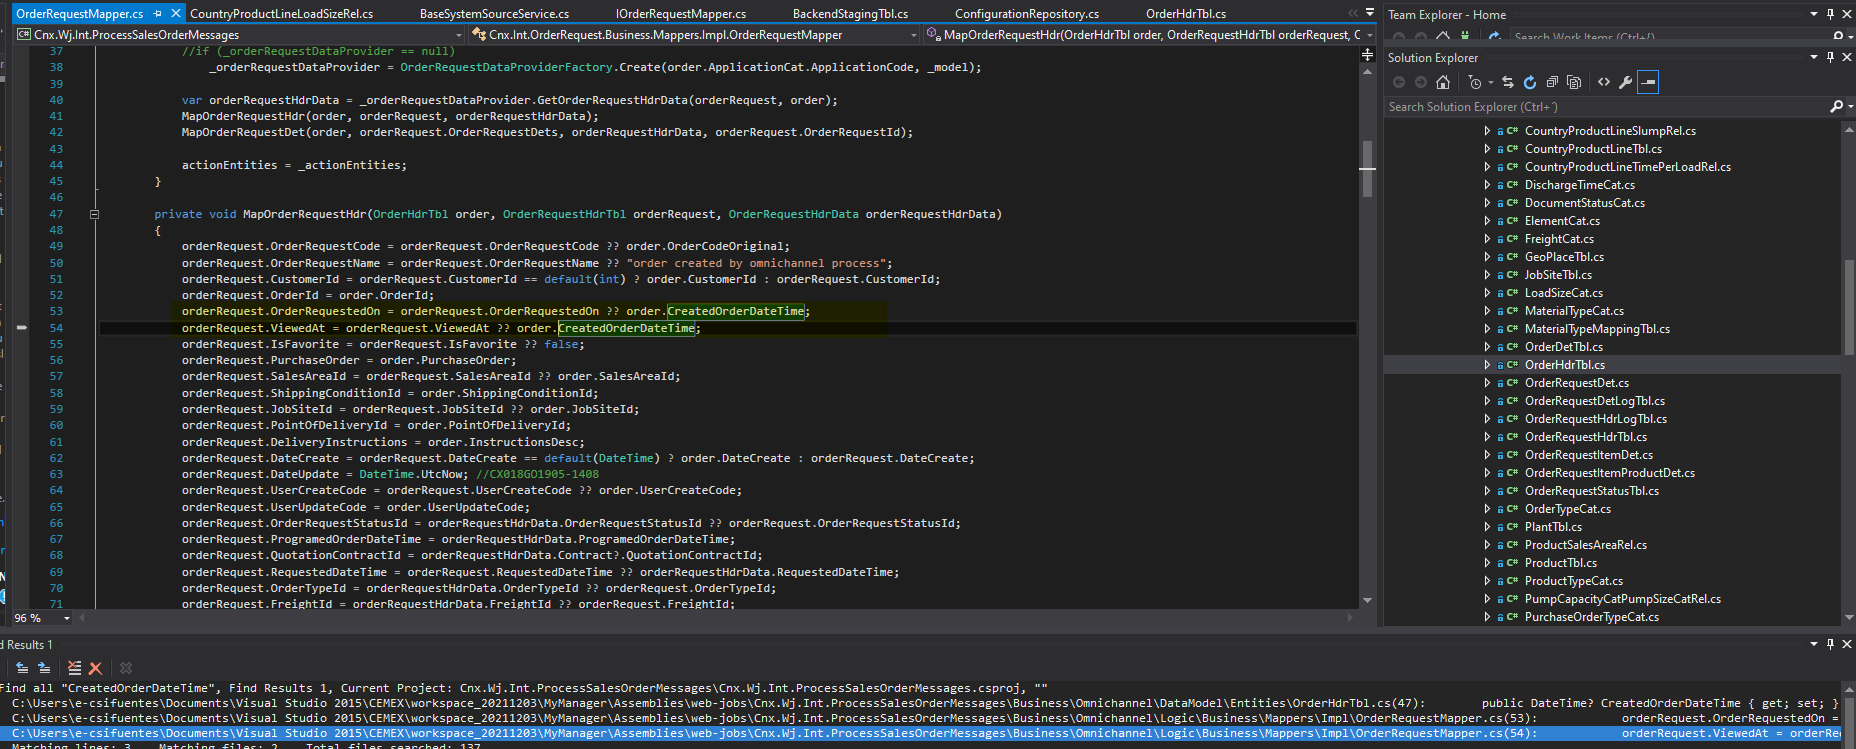 OrderRequestMapper.cs CountryProductLineLoadSizeRel.cs BaseSystemSourceService.cs IOrderRequestMapper.cs BackendStagingTbl.cs ConfigurationRepository.cs OrderHdrTbl.cs
Cnx.Wj.Int.ProcessSalesOrderMessages Cnx.Int.OrderRequest.Business.Mappers.Impl.OrderRequestMapper MapOrderRequestHdr(OrderHdrTbl order, OrderRequestHdrTbl orderRequest, O
37 //if (_orderRequestDataProvider == null)
38 _orderRequestDataProvider = OrderRequestDataProviderFactory.Create(order.ApplicationCat.ApplicationCode, _model);
39
40 var orderRequestHdrData = _orderRequestDataProvider.GetOrderRequestHdrData(orderRequest, order);
41 MapOrderRequestHdr(order, orderRequest, orderRequestHdrData);
42 MapOrderRequestDet(order, orderRequest.OrderRequestDets, orderRequestHdrData, orderRequest.OrderRequestId);
43
44 actionEntities = _actionEntities;
45 }
46
47 private void MapOrderRequestHdr(OrderHdrTbl order, OrderRequestHdrTbl orderRequest, OrderRequestHdrData orderRequestHdrData)
48 {
49 orderRequest.OrderRequestCode = orderRequest.OrderRequestCode ?? order.OrderCodeOriginal;
50 orderRequest.OrderRequestName = orderRequest.OrderRequestName ?? "order created by omnichannel process";
51 orderRequest.CustomerId = orderRequest.CustomerId == default(int) ? order.CustomerId : orderRequest.CustomerId;
52 orderRequest.OrderId = order.OrderId;
53 orderRequest.OrderRequestedOn = orderRequest.OrderRequestedOn ?? order.CreatedOrderDateTime;
54 orderRequest.ViewedAt = orderRequest.ViewedAt ?? order.CreatedOrderDateTime;
55 orderRequest.IsFavorite = orderRequest.IsFavorite ?? false;
56 orderRequest.PurchaseOrder = order.PurchaseOrder;
57 orderRequest.SalesAreaId = orderRequest.SalesAreaId ?? order.SalesAreaId;
58 orderRequest.ShippingConditionId = order.ShippingConditionId;
59 orderRequest.JobSiteId = orderRequest.JobSiteId ?? order.JobSiteId;
60 orderRequest.PointOfDeliveryId = order.PointOfDeliveryId;
61 orderRequest.DeliveryInstructions = order.InstructionsDesc;
62 orderRequest.DateCreate = orderRequest.DateCreate == default(DateTime) ? order.DateCreate : orderRequest.DateCreate;
63 orderRequest.DateUpdate = DateTime.UtcNow; //CX018GO1905-1408
64 orderRequest.UserCreateCode = orderRequest.UserCreateCode ?? order.UserCreateCode;
65 orderRequest.UserUpdateCode = order.UserUpdateCode;
66 orderRequest.OrderRequestStatusId = orderRequestHdrData.OrderRequestStatusId ?? orderRequest.OrderRequestStatusId;
67 orderRequest.ProgramedOrderDateTime = orderRequestHdrData.ProgramedOrderDateTime;
68 orderRequest.QuotationContractId = orderRequestHdrData.Contract?.QuotationContractId;
69 orderRequest.RequestedDateTime = orderRequest.RequestedDateTime ?? orderRequestHdrData.RequestedDateTime;
70 orderRequest.OrderTypeId = orderRequestHdrData.OrderTypeId ?? orderRequest.OrderTypeId;
71 orderRequest.FreightId = orderRequestHdrData.FreightId ?? orderRequest.FreightId;
96 %
Team Explorer - Home
Search Work Items (Ctrl+/)
Solution Explorer
Search Solution Explorer (Ctrl+´)
CountryProductLineSlumpRel.cs
CountryProductLineTbl.cs
CountryProductLineTimePerLoadRel.cs
DischargeTimeCat.cs
DocumentStatusCat.cs
ElementCat.cs
FreightCat.cs
GeoPlaceTbl.cs
JobSiteTbl.cs
LoadSizeCat.cs
MaterialTypeCat.cs
MaterialTypeMappingTbl.cs
OrderDetTbl.cs
OrderHdrTbl.cs
OrderRequestDet.cs
OrderRequestDetLogTbl.cs
OrderRequestHdrLogTbl.cs
OrderRequestHdrTbl.cs
OrderRequestItemDet.cs
OrderRequestItemProductDet.cs
OrderRequestStatusTbl.cs
OrderTypeCat.cs
PlantTbl.cs
ProductSalesAreaRel.cs
ProductTbl.cs
ProductTypeCat.cs
PumpCapacityCatPumpSizeCatRel.cs
PurchaseOrderTypeCat.cs
d Results 1
Find all "CreatedOrderDateTime", Find Results 1, Current Project: Cnx.Wj.Int.ProcessSalesOrderMessages\Cnx.Wj.Int.ProcessSalesOrderMessages.csproj, ""
C:\Users\e-csifuentes\Documents\Visual Studio 2015\CEMEX\workspace_20211203\MyManager\Assemblies\web-jobs\Cnx.Wj.Int.ProcessSalesOrderMessages\Business\Omnichannel\DataModel\Entities\OrderHdrTbl.cs(47): public DateTime? CreatedOrderDateTime { get; set; }
C:\Users\e-csifuentes\Documents\Visual Studio 2015\CEMEX\workspace_20211203\MyManager\Assemblies\web-jobs\Cnx.Wj.Int.ProcessSalesOrderMessages\Business\Omnichannel\Logic\Business\Mappers\Impl\OrderRequestMapper.cs(53): orderRequest.OrderRequestedOn =
C:\Users\e-csifuentes\Documents\Visual Studio 2015\CEMEX\workspace_20211203\MyManager\Assemblies\web-jobs\Cnx.Wj.Int.ProcessSalesOrderMessages\Business\Omnichannel\Logic\Business\Mappers\Impl\OrderRequestMapper.cs(54): orderRequest.ViewedAt = orderRe
Matching lines: 3 Matching files: 2 Total files searched: 137